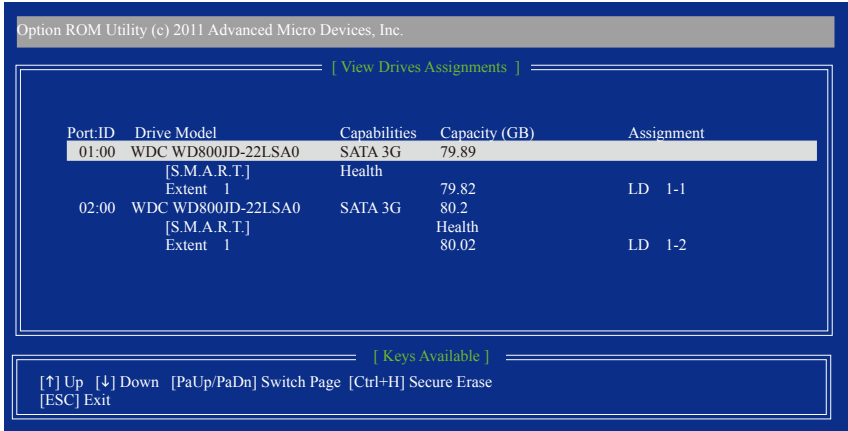 Option ROM Utility (c) 2011 Advanced Micro Devices, Inc.
[ View Drives Assignments ]
Port:ID Drive Model Capabilities Capacity (GB) Assignment
01:00 WDC WD800JD-22LSA0 SATA 3G 79.89
[S.M.A.R.T.] Health
Extent 1 79.82 LD 1-1
02:00 WDC WD800JD-22LSA0 SATA 3G 80.2
[S.M.A.R.T.] Health
Extent 1 80.02 LD 1-2
[ Keys Available ]
[↑] Up [↓] Down [PaUp/PaDn] Switch Page [Ctrl+H] Secure Erase
[ESC] Exit